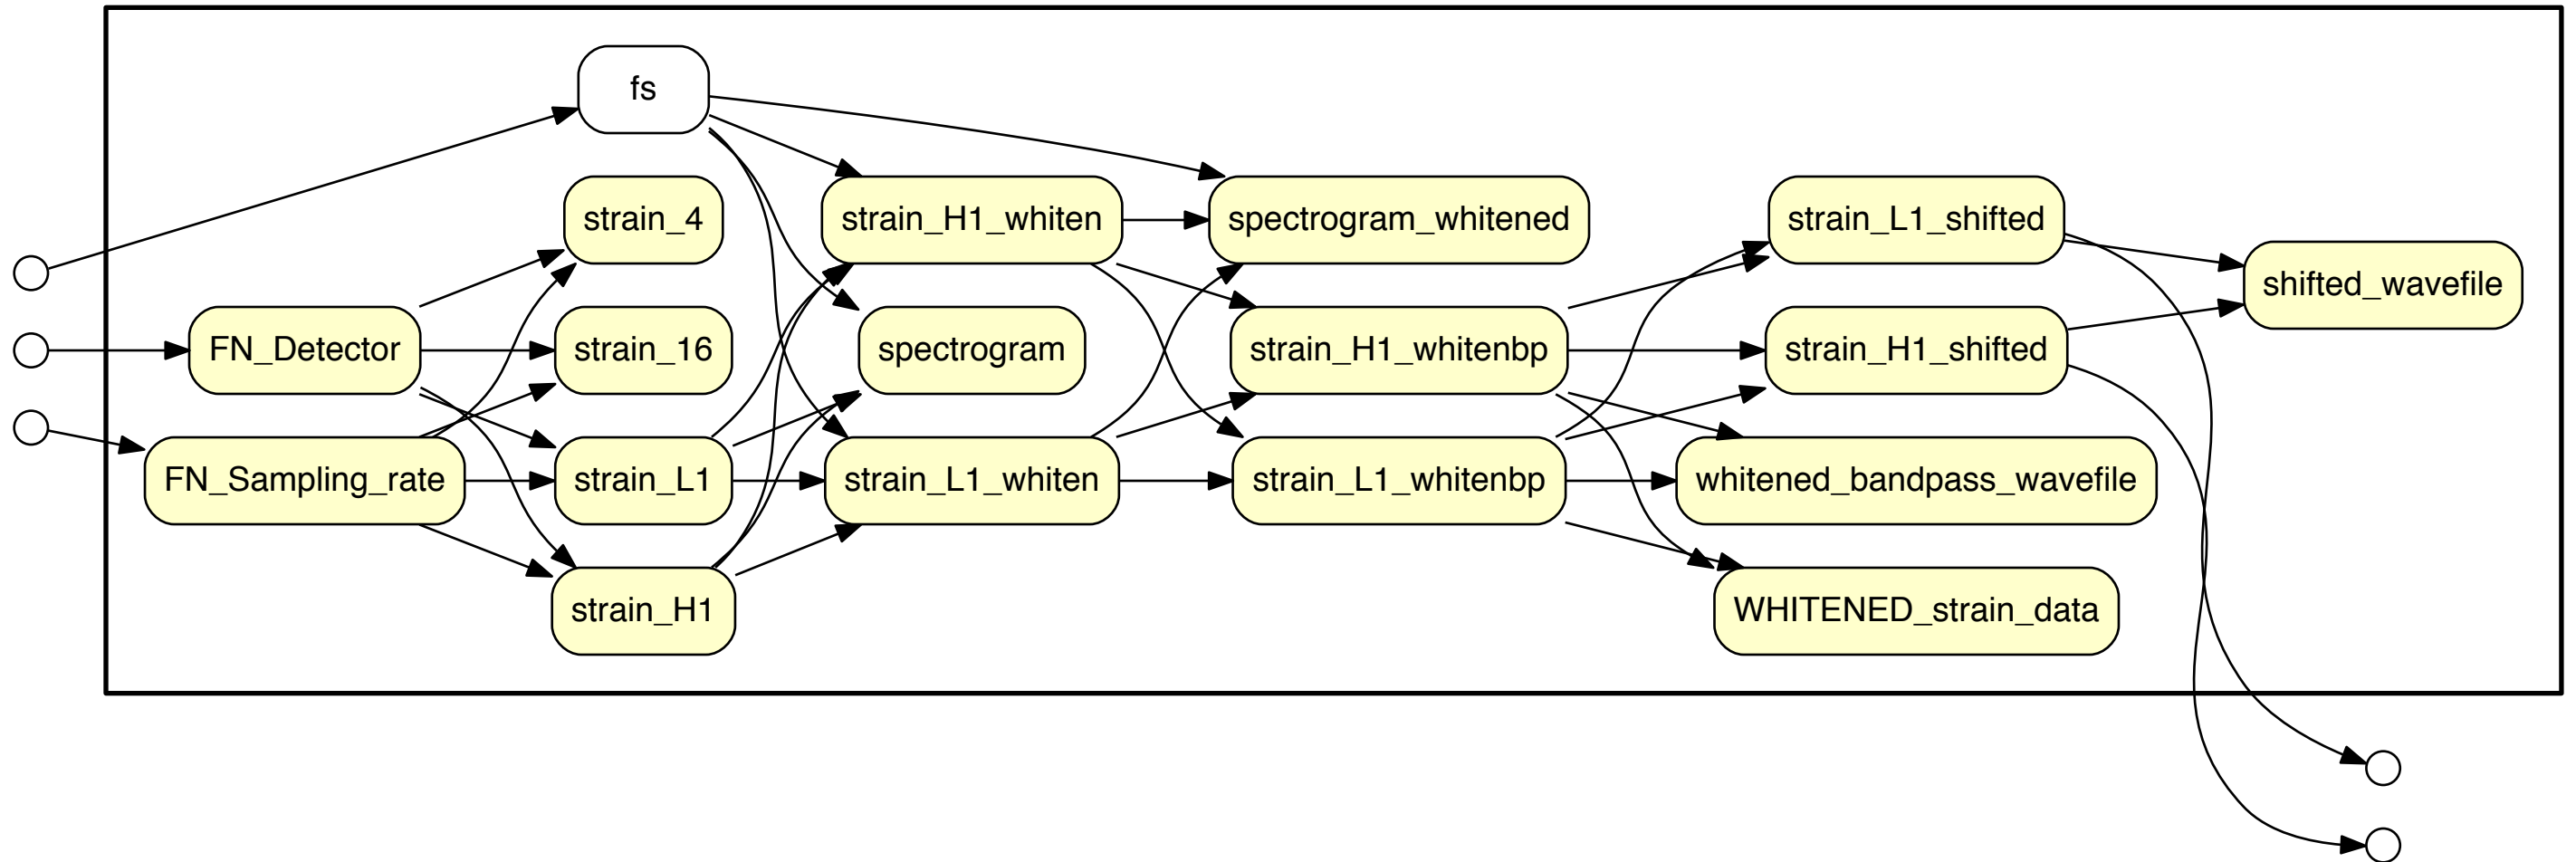 fs
strain_4
strain_H1_whiten
spectrogram_whitened
strain_L1_shifted
shifted_wavefile
FN_Detector
strain_16
spectrogram
strain_H1_whitenbp
strain_H1_shifted
FN_Sampling_rate
strain_L1
strain_L1_whiten
strain_L1_whitenbp
whitened_bandpass_wavefile
strain_H1
WHITENED_strain_data